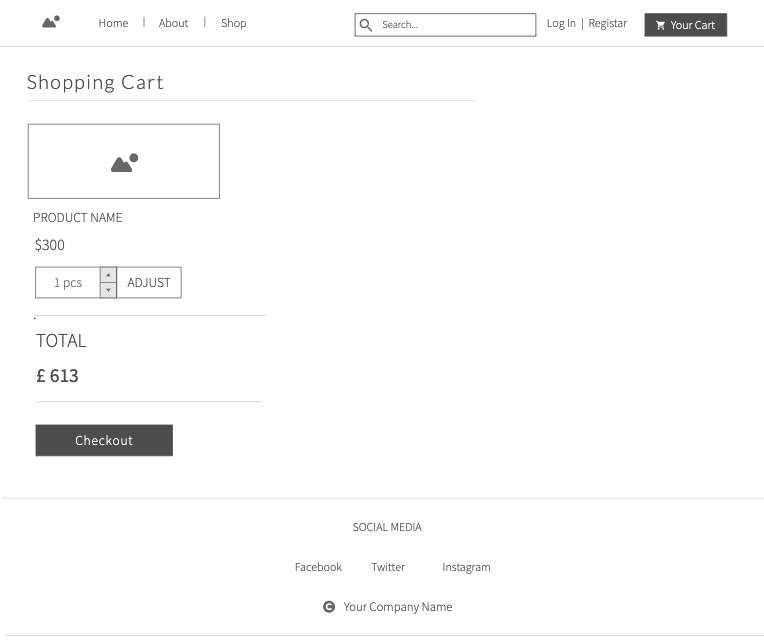 Home | About | Shop
Search...
Log In | Registar
Your Cart
Shopping Cart
PRODUCT NAME
$300
1 pcs
ADJUST
TOTAL
£ 613
Checkout
SOCIAL MEDIA
Facebook Twitter Instagram
© Your Company Name